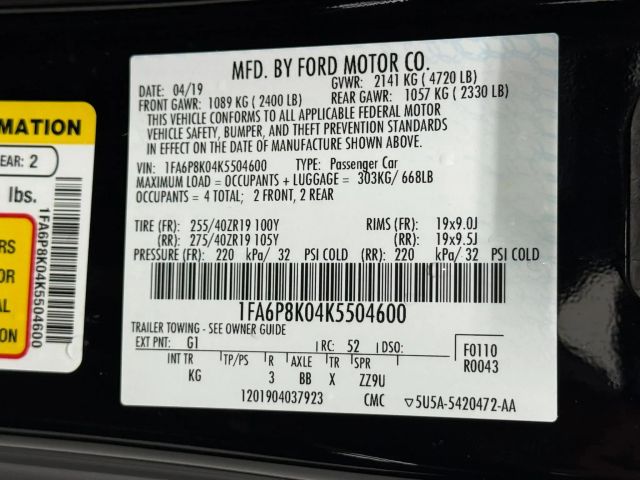 MFD. BY FORD MOTOR CO.
DATE: 04/19
GVWR: 2141 KG ( 4720 LB)
FRONT GAWR: 1089 KG ( 2400 LB)
REAR GAWR: 1057 KG ( 2330 LB)
THIS VEHICLE CONFORMS TO ALL APPLICABLE FEDERAL MOTOR
VEHICLE SAFETY, BUMPER, AND THEFT PREVENTION STANDARDS
IN EFFECT ON THE DATE OF MANUFACTURE SHOWN ABOVE.
VIN: 1FA6P8K04K5504600 TYPE: Passenger Car
MAXIMUM LOAD = OCCUPANTS + LUGGAGE = 303KG/ 668LB
OCCUPANTS = 4 TOTAL; 2 FRONT, 2 REAR
TIRE (FR): 255/40ZR19 100Y RIMS (FR): 19x9.0J
(RR): 275/40ZR19 105Y (RR): 19x9.5J
PRESSURE (FR): 220 kPa/ 32 PSI COLD (RR): 220 kPa/ 32 PSI COLD
1FA6P8K04K5504600
TRAILER TOWING - SEE OWNER GUIDE
EXT PNT: G1 RC: 52 DSO:
F0110
R0043
INT TR TP/PS R AXLE TR SPR
KG 3 BB X ZZ9U
1201904037923 CMC ▽5U5A-5420472-AA
MATION
EAR: 2
lbs.
RS
OR
AL
1FA6P8K04K5504600